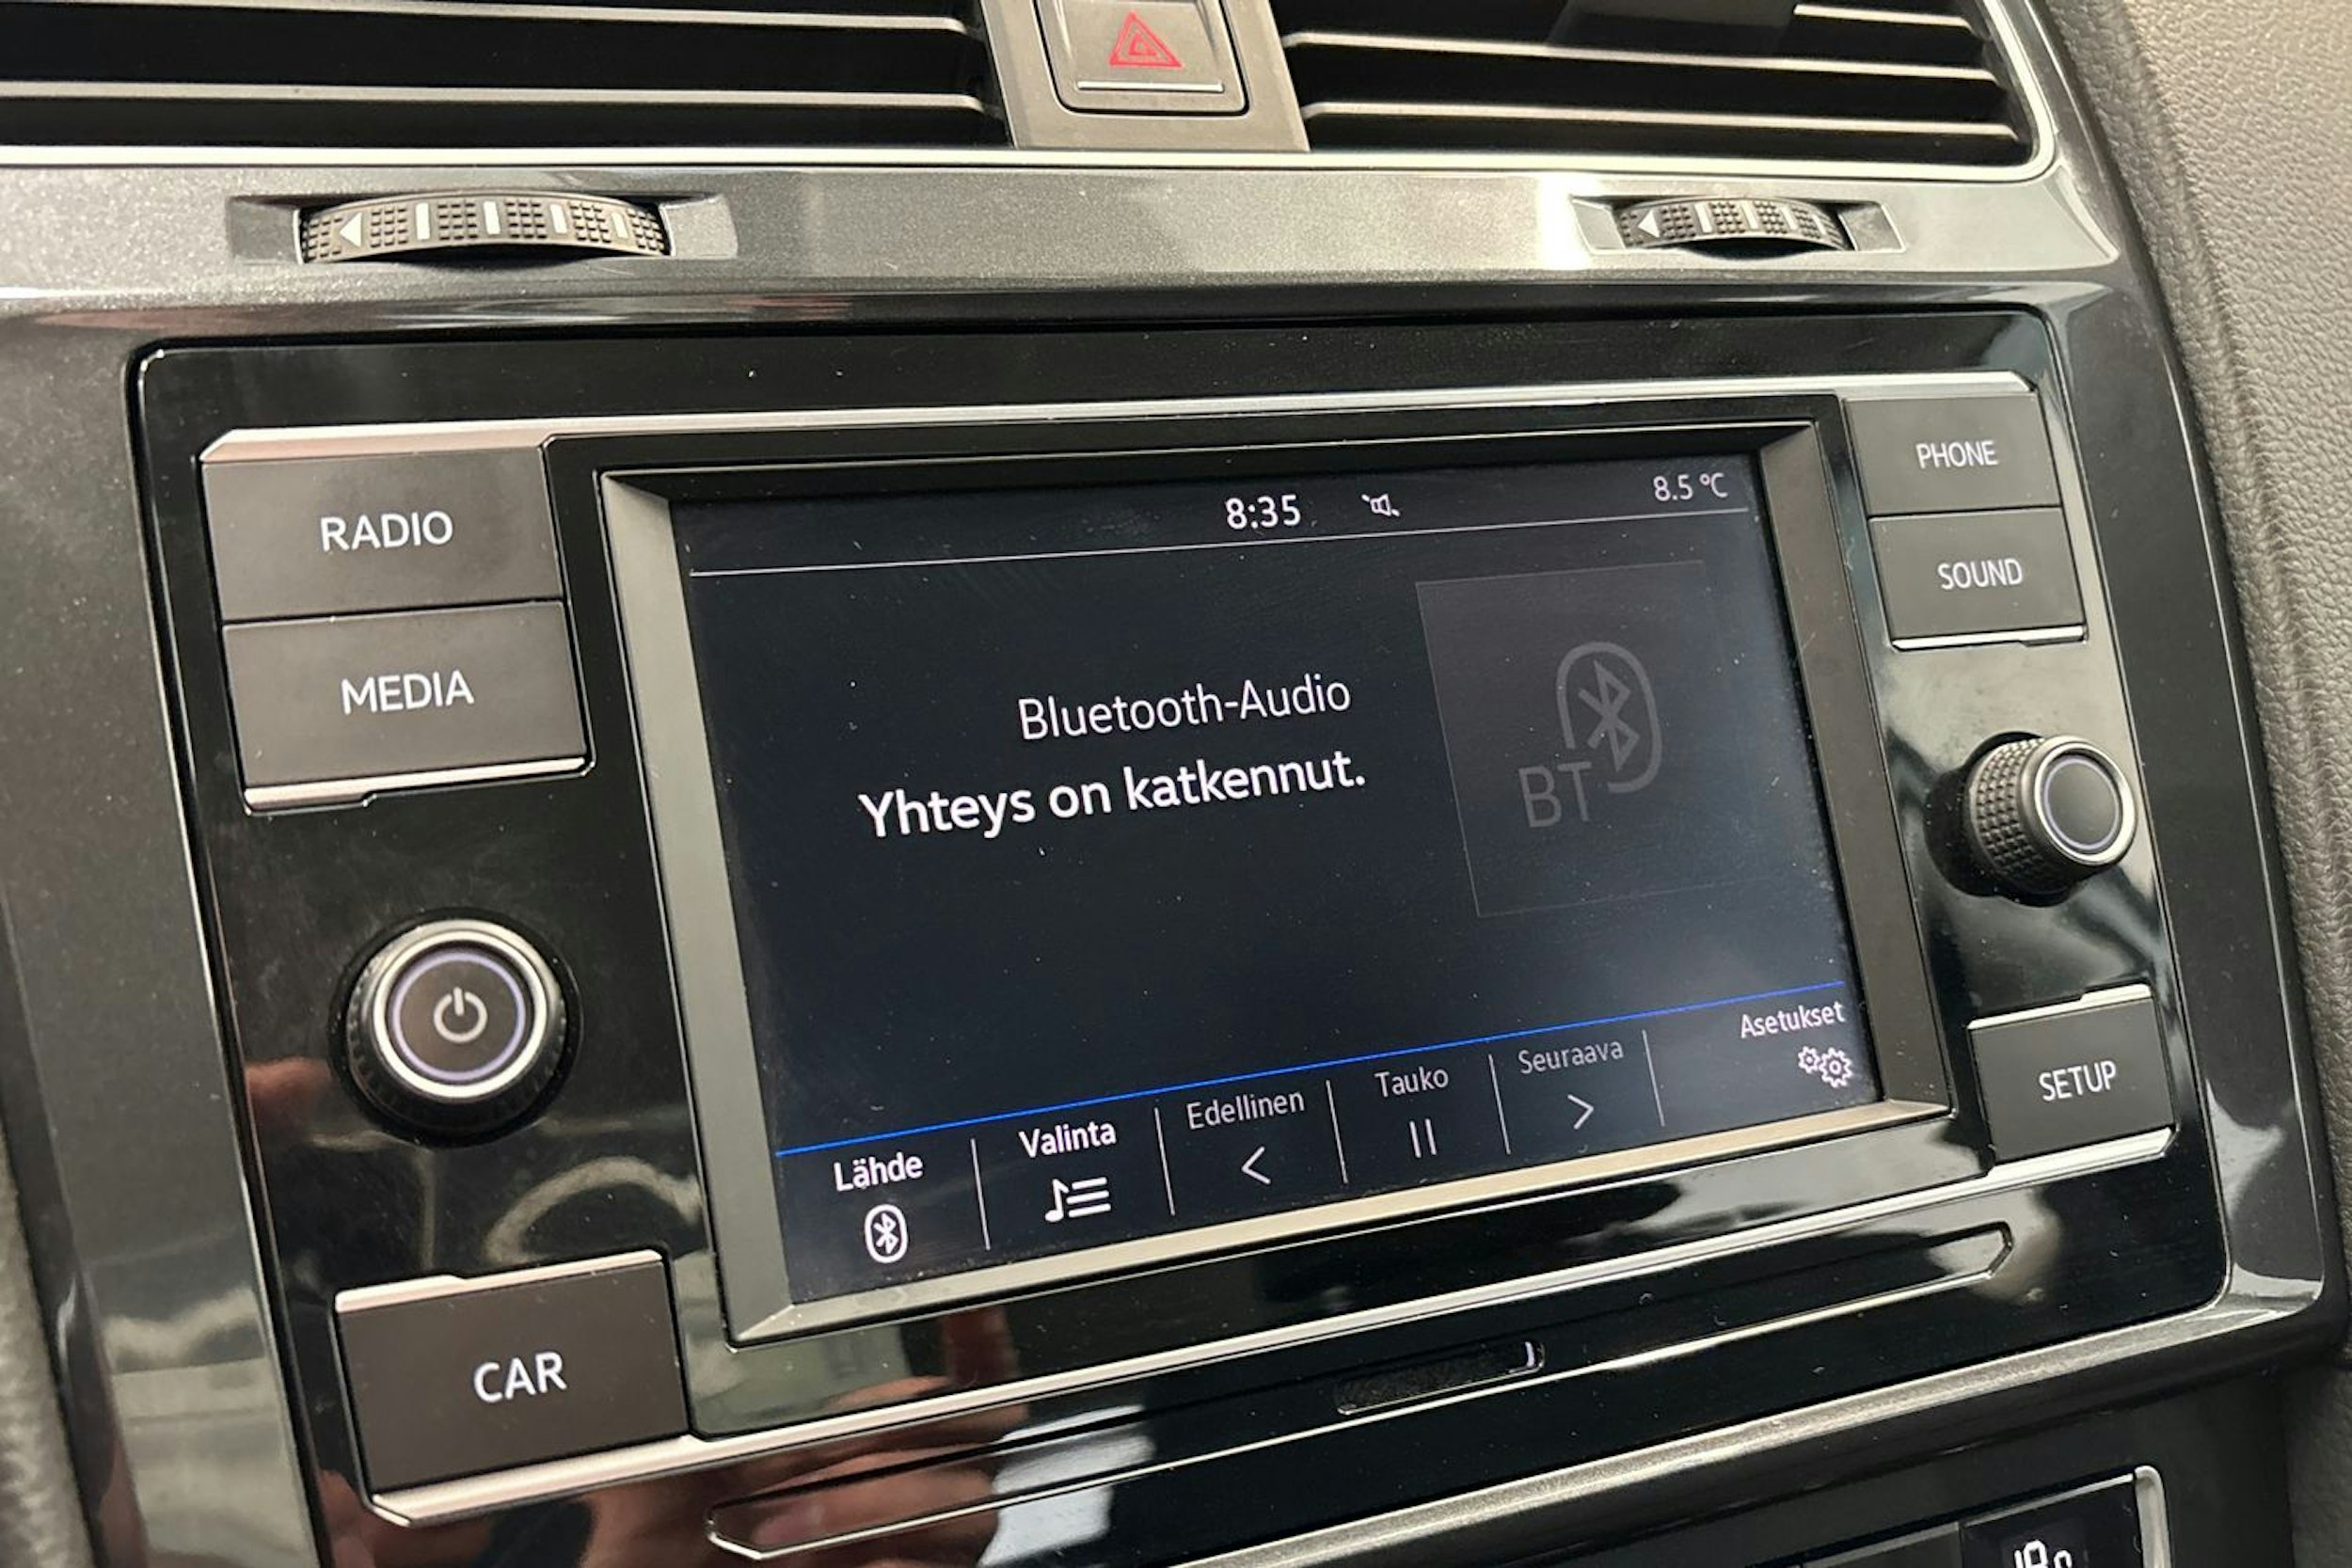 RADIO
MEDIA
CAR
8:35
8.5 °C
Bluetooth-Audio
Yhteys on katkennut.
BT
Lähde
Valinta
Edellinen
Tauko
Seuraava
Asetukset
PHONE
SOUND
SETUP